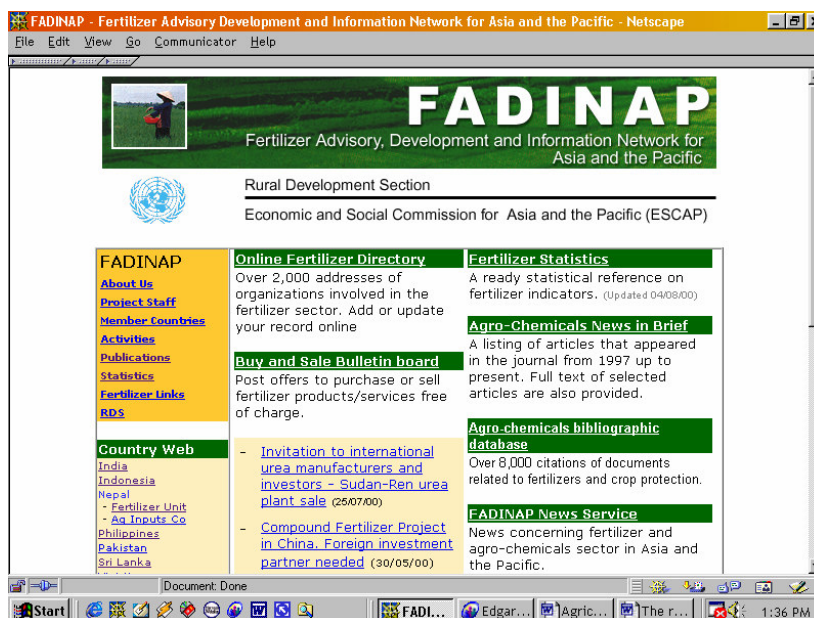 FADINAP - Fertilizer Advisory Development and Information Network for Asia and the Pacific - Netscape
File Edit View Go Communicator Help
FADINAP
Fertilizer Advisory, Development and Information Network for
Asia and the Pacific
Rural Development Section
Economic and Social Commission for Asia and the Pacific (ESCAP)
FADINAP
About Us
Project Staff
Member Countries
Activities
Publications
Statistics
Fertilizer Links
RDS
Country Web
India
Indonesia
Nepal
- Fertilizer Unit
- Ag Inputs Co
Philippines
Pakistan
Sri Lanka
Online Fertilizer Directory
Over 2,000 addresses of
organizations involved in the
fertilizer sector. Add or update
your record online
Buy and Sale Bulletin board
Post offers to purchase or sell
fertilizer products/services free
of charge.
- Invitation to international
urea manufacturers and
investors - Sudan-Ren urea
plant sale (25/07/00)
- Compound Fertilizer Project
in China. Foreign investment
partner needed (30/05/00)
Fertilizer Statistics
A ready statistical reference on
fertilizer indicators. (Updated 04/08/00)
Agro-Chemicals News in Brief
A listing of articles that appeared
in the journal from 1997 up to
present. Full text of selected
articles are also provided.
Agro-chemicals bibliographic
database
Over 8,000 citations of documents
related to fertilizers and crop protection.
FADINAP News Service
News concerning fertilizer and
agro-chemicals sector in Asia and
the Pacific.
Document: Done
Start FADI... Edgar... Agric... The r... 1:36 PM